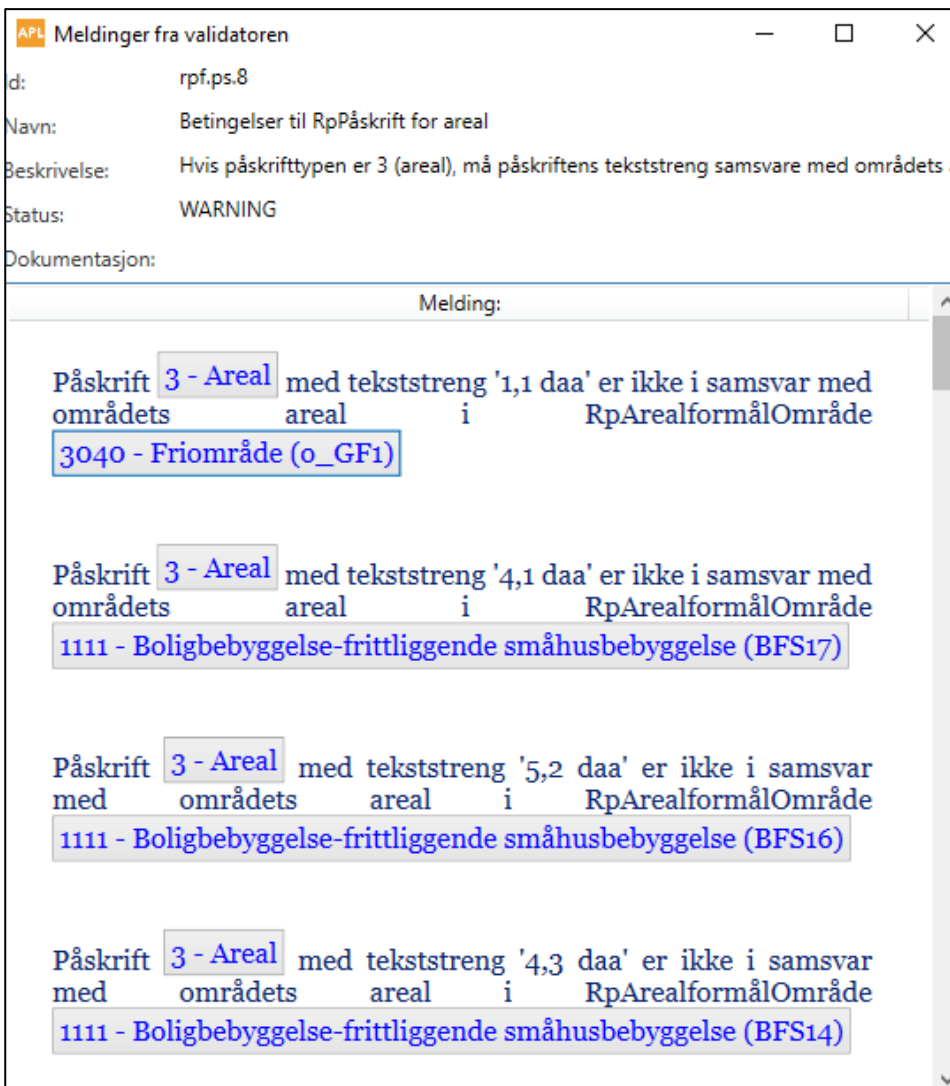 APL Meldinger fra validatoren
d: rpf.ps.8
Navn: Betingelser til RpPåskrift for areal
Beskrivelse: Hvis påskrifttypen er 3 (areal), må påskriftens tekststreng samsvare med områdets
Status: WARNING
Dokumentasjon:
Melding:
Påskrift 3 - Areal med tekststreng '1,1 daa' er ikke i samsvar med
områdets areal i RpArealformålOmråde
3040 - Friområde (o_GF1)
Påskrift 3 - Areal med tekststreng '4,1 daa' er ikke i samsvar med
områdets areal i RpArealformålOmråde
1111 - Boligbebyggelse-frittliggende småhusbebyggelse (BFS17)
Påskrift 3 - Areal med tekststreng '5,2 daa' er ikke i samsvar
med områdets areal i RpArealformålOmråde
1111 - Boligbebyggelse-frittliggende småhusbebyggelse (BFS16)
Påskrift 3 - Areal med tekststreng '4,3 daa' er ikke i samsvar
med områdets areal i RpArealformålOmråde
1111 - Boligbebyggelse-frittliggende småhusbebyggelse (BFS14)